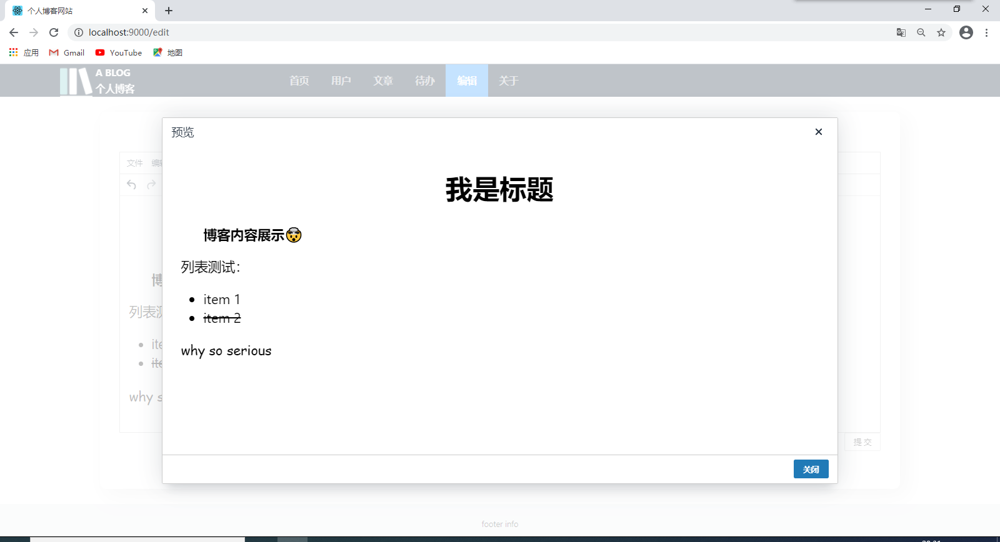 个人博客网站
localhost:9000/edit
应用 Gmail YouTube 地图
A BLOG
个人博客
首页 用户 文章 待办 编辑 关于
预览
文件 编
我是标题
博客内容展示🤯
博
列表测试：
列表测
item 1
item 2
ite
ite
why so serious
why s
提交
关闭
footer info